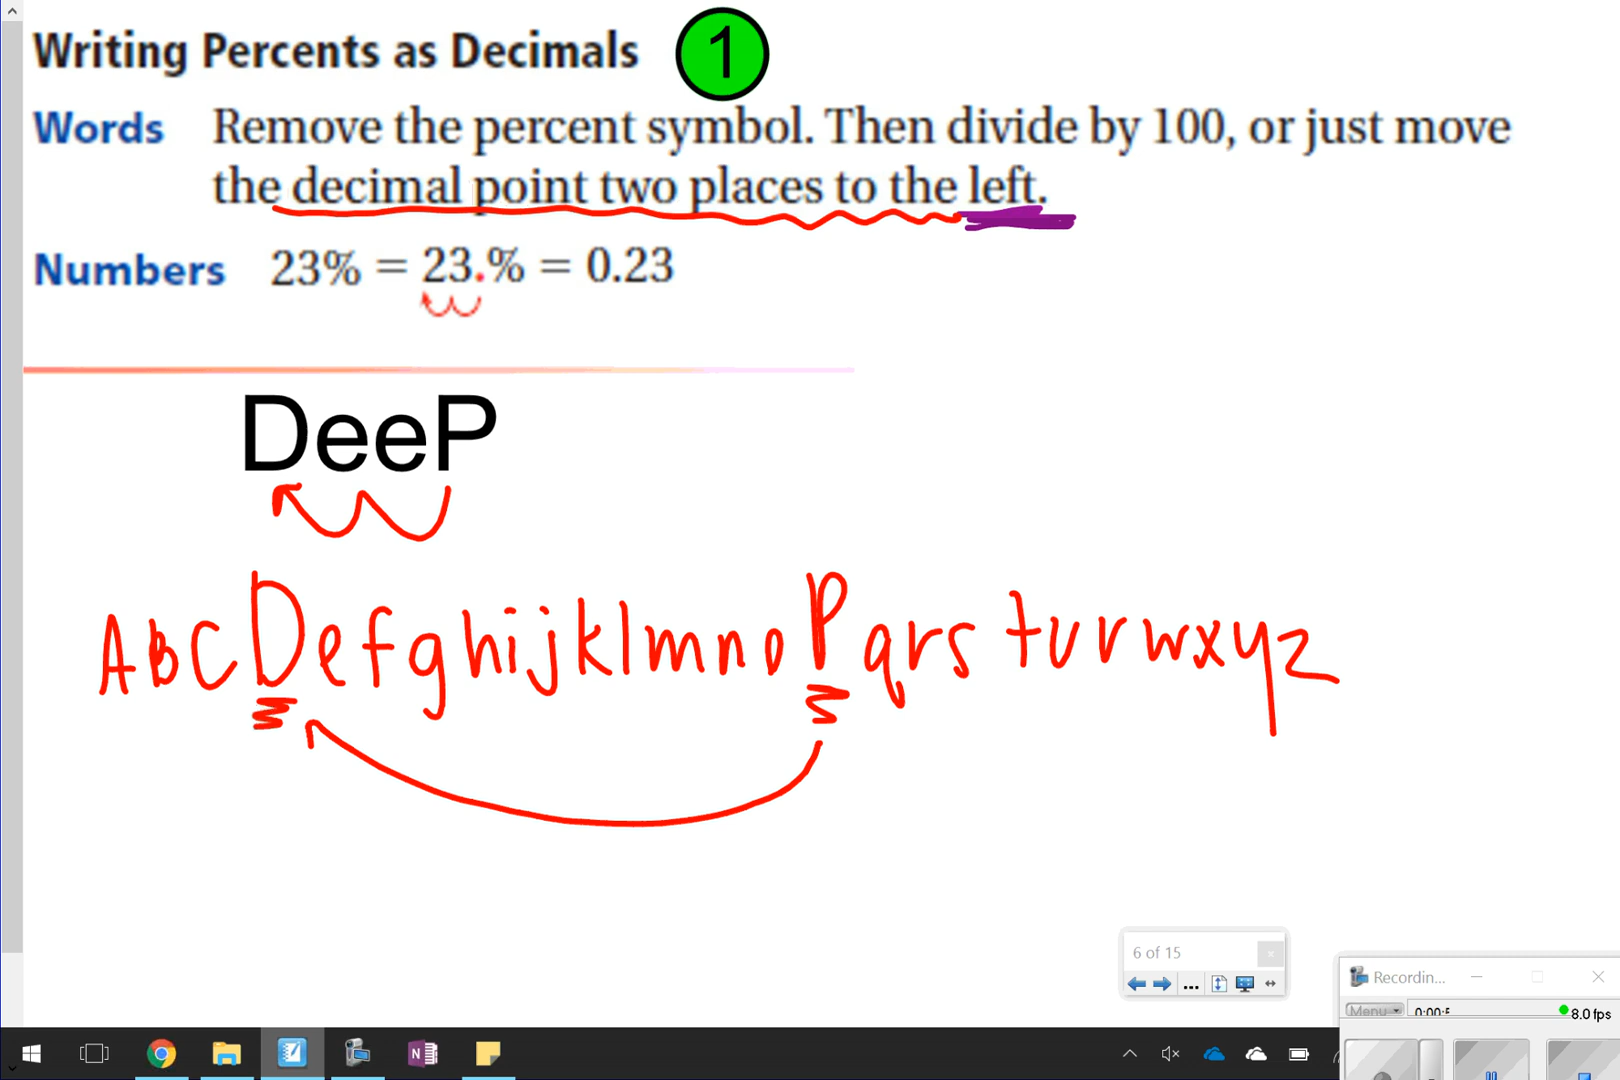 Writing Percents as Decimals 1
Words Remove the percent symbol. Then divide by 100, or just move
the decimal point two places to the left.
Numbers 23% = 23.% = 0.23
DeeP
ABCDefghijklmnoPqrstuvwxyz
6 of 15
Recordin...
Menu
8.0 fps
N